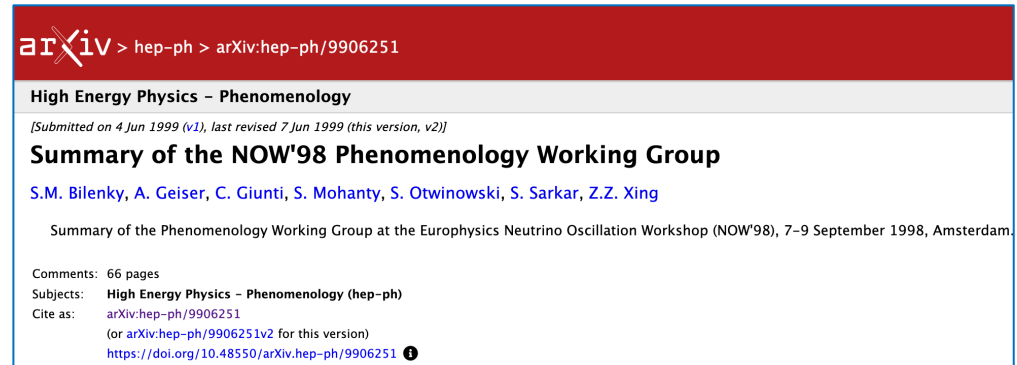 arXiv > hep-ph > arXiv:hep-ph/9906251
High Energy Physics – Phenomenology
[Submitted on 4 Jun 1999 (v1), last revised 7 Jun 1999 (this version, v2)]
Summary of the NOW'98 Phenomenology Working Group
S.M. Bilenky, A. Geiser, C. Giunti, S. Mohanty, S. Otwinowski, S. Sarkar, Z.Z. Xing
Summary of the Phenomenology Working Group at the Europhysics Neutrino Oscillation Workshop (NOW'98), 7–9 September 1998, Amsterdam.
Comments: 66 pages
Subjects: High Energy Physics – Phenomenology (hep-ph)
Cite as: arXiv:hep-ph/9906251
(or arXiv:hep-ph/9906251v2 for this version)
https://doi.org/10.48550/arXiv.hep-ph/9906251